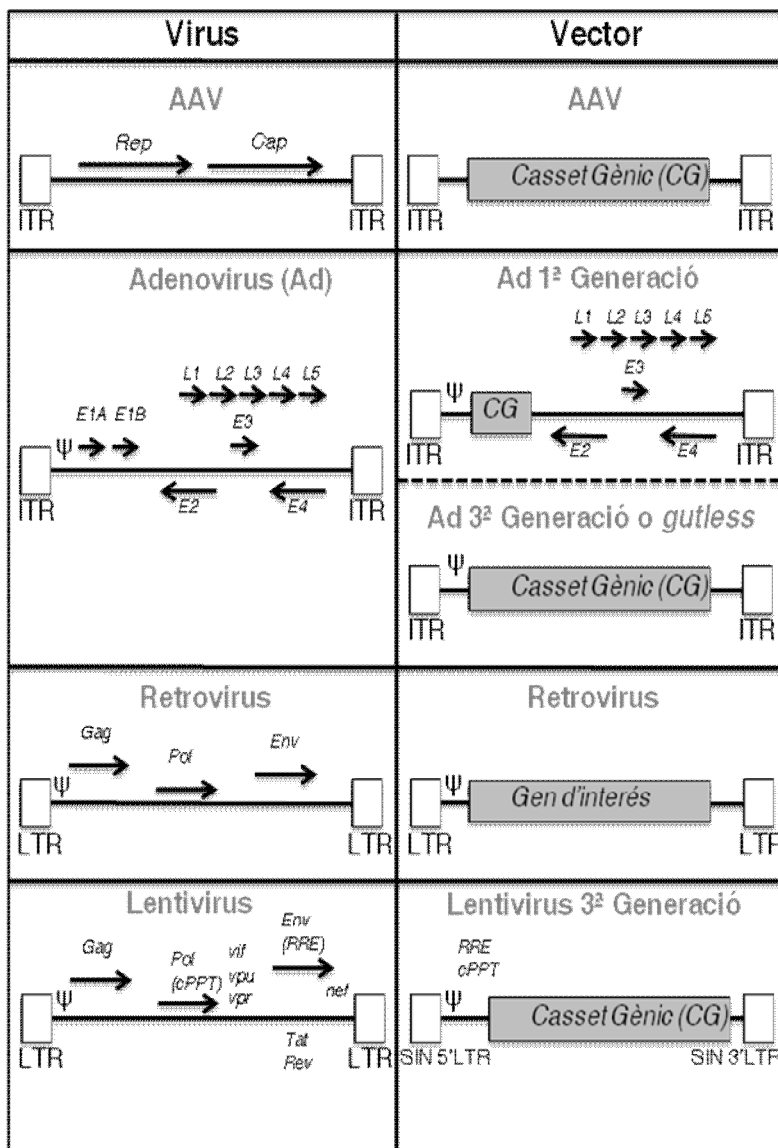 Virus
Vector
AAV
Rep
Cap
ITR
ITR
AAV
Casset Gènic (CG)
ITR
ITR
Adenovirus (Ad)
L1 L2 L3 L4 L5
E1A E1B
E3
Ψ
E2
E4
ITR
ITR
Ad 1ª Generació
L1 L2 L3 L4 L5
E3
Ψ
CG
E2
E4
ITR
ITR
Ad 3ª Generació o gutless
Ψ
Casset Gènic (CG)
ITR
ITR
Retrovirus
Gag
Pol
Env
Ψ
LTR
LTR
Retrovirus
Ψ
Gen d'interés
LTR
LTR
Lentivirus
Gag
Pol
(cPPT)
vif
vpu
vpr
Env
(RRE)
nef
Ψ
Tat
Rev
LTR
LTR
Lentivirus 3ª Generació
RRE
cPPT
Ψ
Casset Gènic (CG)
SIN 5'LTR
SIN 3'LTR